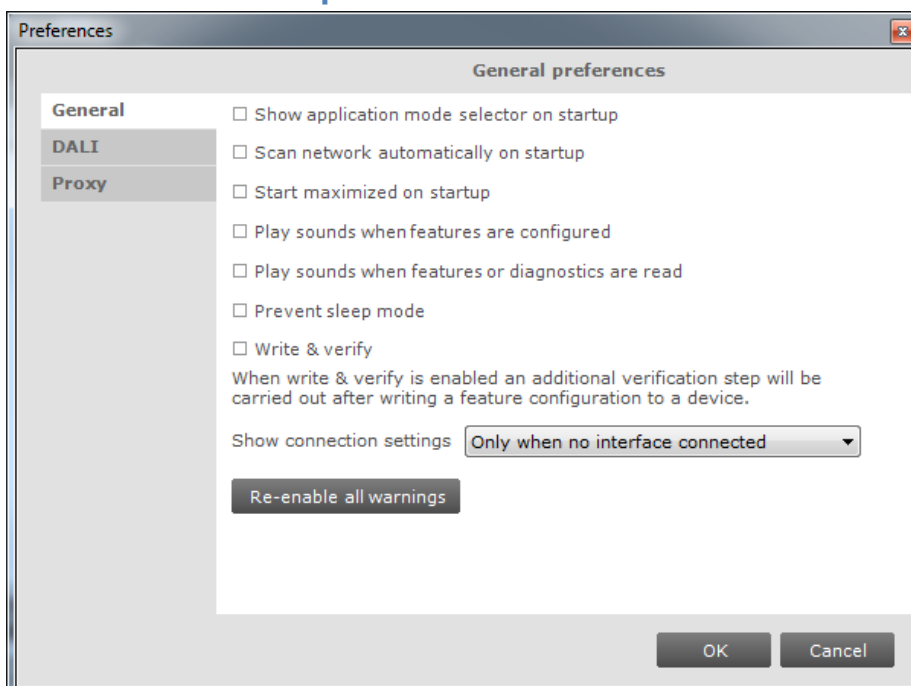 Preferences
General preferences
General
DALI
Proxy
Show application mode selector on startup
Scan network automatically on startup
Start maximized on startup
Play sounds when features are configured
Play sounds when features or diagnostics are read
Prevent sleep mode
Write & verify
When write & verify is enabled an additional verification step will be
carried out after writing a feature configuration to a device.
Show connection settings Only when no interface connected
Re-enable all warnings
OK Cancel